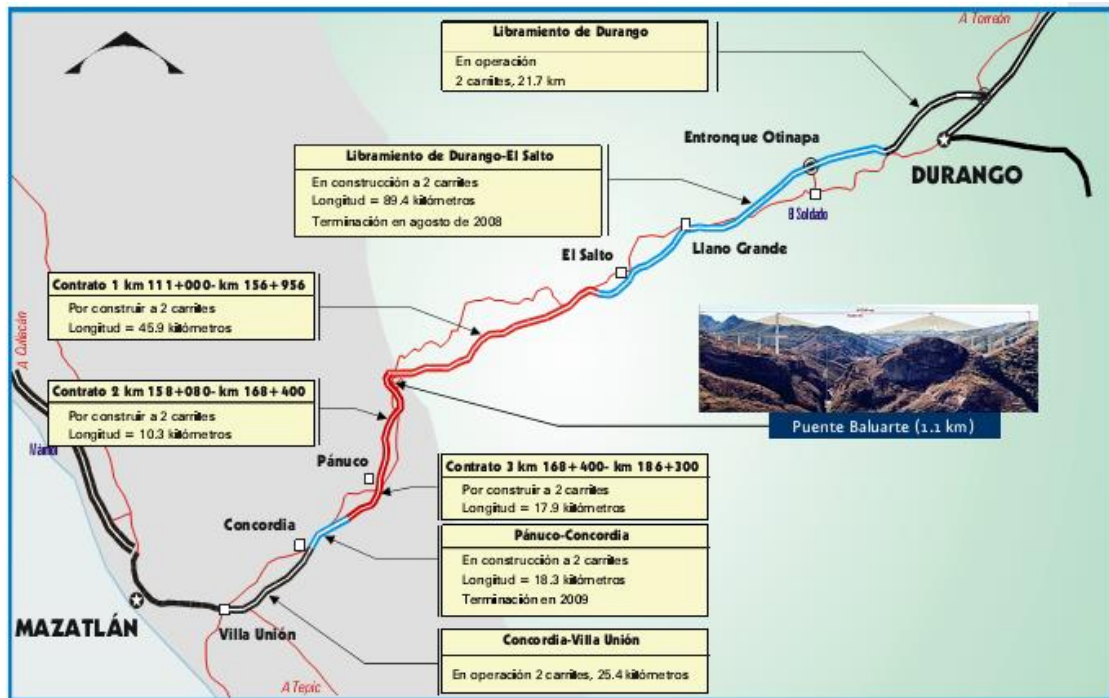 A Torreón
Libramiento de Durango
En operación
2 carriles, 21.7 km
Entronque Otinapa
DURANGO
Libramiento de Durango-El Salto
En construcción a 2 carriles
Longitud = 89.4 kilómetros
Terminación en agosto de 2008
El Soldado
Llano Grande
El Salto
Contrato 1 km 111+000- km 156+956
Por construir a 2 carriles
Longitud = 45.9 kilómetros
A Culiacán
Contrato 2 km 158+080- km 168+400
Por construir a 2 carriles
Longitud = 10.3 kilómetros
Puente Baluarte (1.1 km)
Pánuco
Contrato 3 km 168+400- km 186+300
Por construir a 2 carriles
Longitud = 17.9 kilómetros
Concordia
Pánuco-Concordia
En construcción a 2 carriles
Longitud = 18.3 kilómetros
Terminación en 2009
MAZATLÁN
Villa Unión
Concordia-Villa Unión
En operación 2 carriles, 25.4 kilómetros
A Tepic